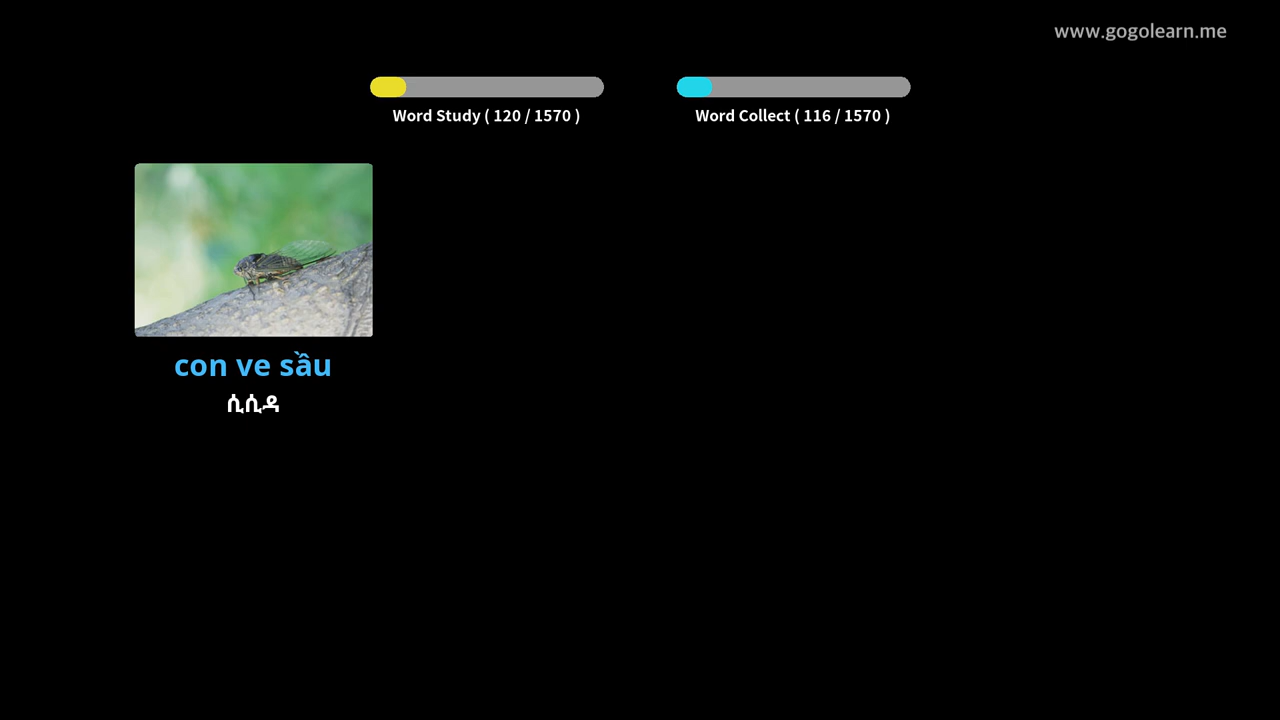 www.gogolearn.me
Word Study ( 120 / 1570 )
Word Collect ( 116 / 1570 )
con ve sầu
ሲሲዳ